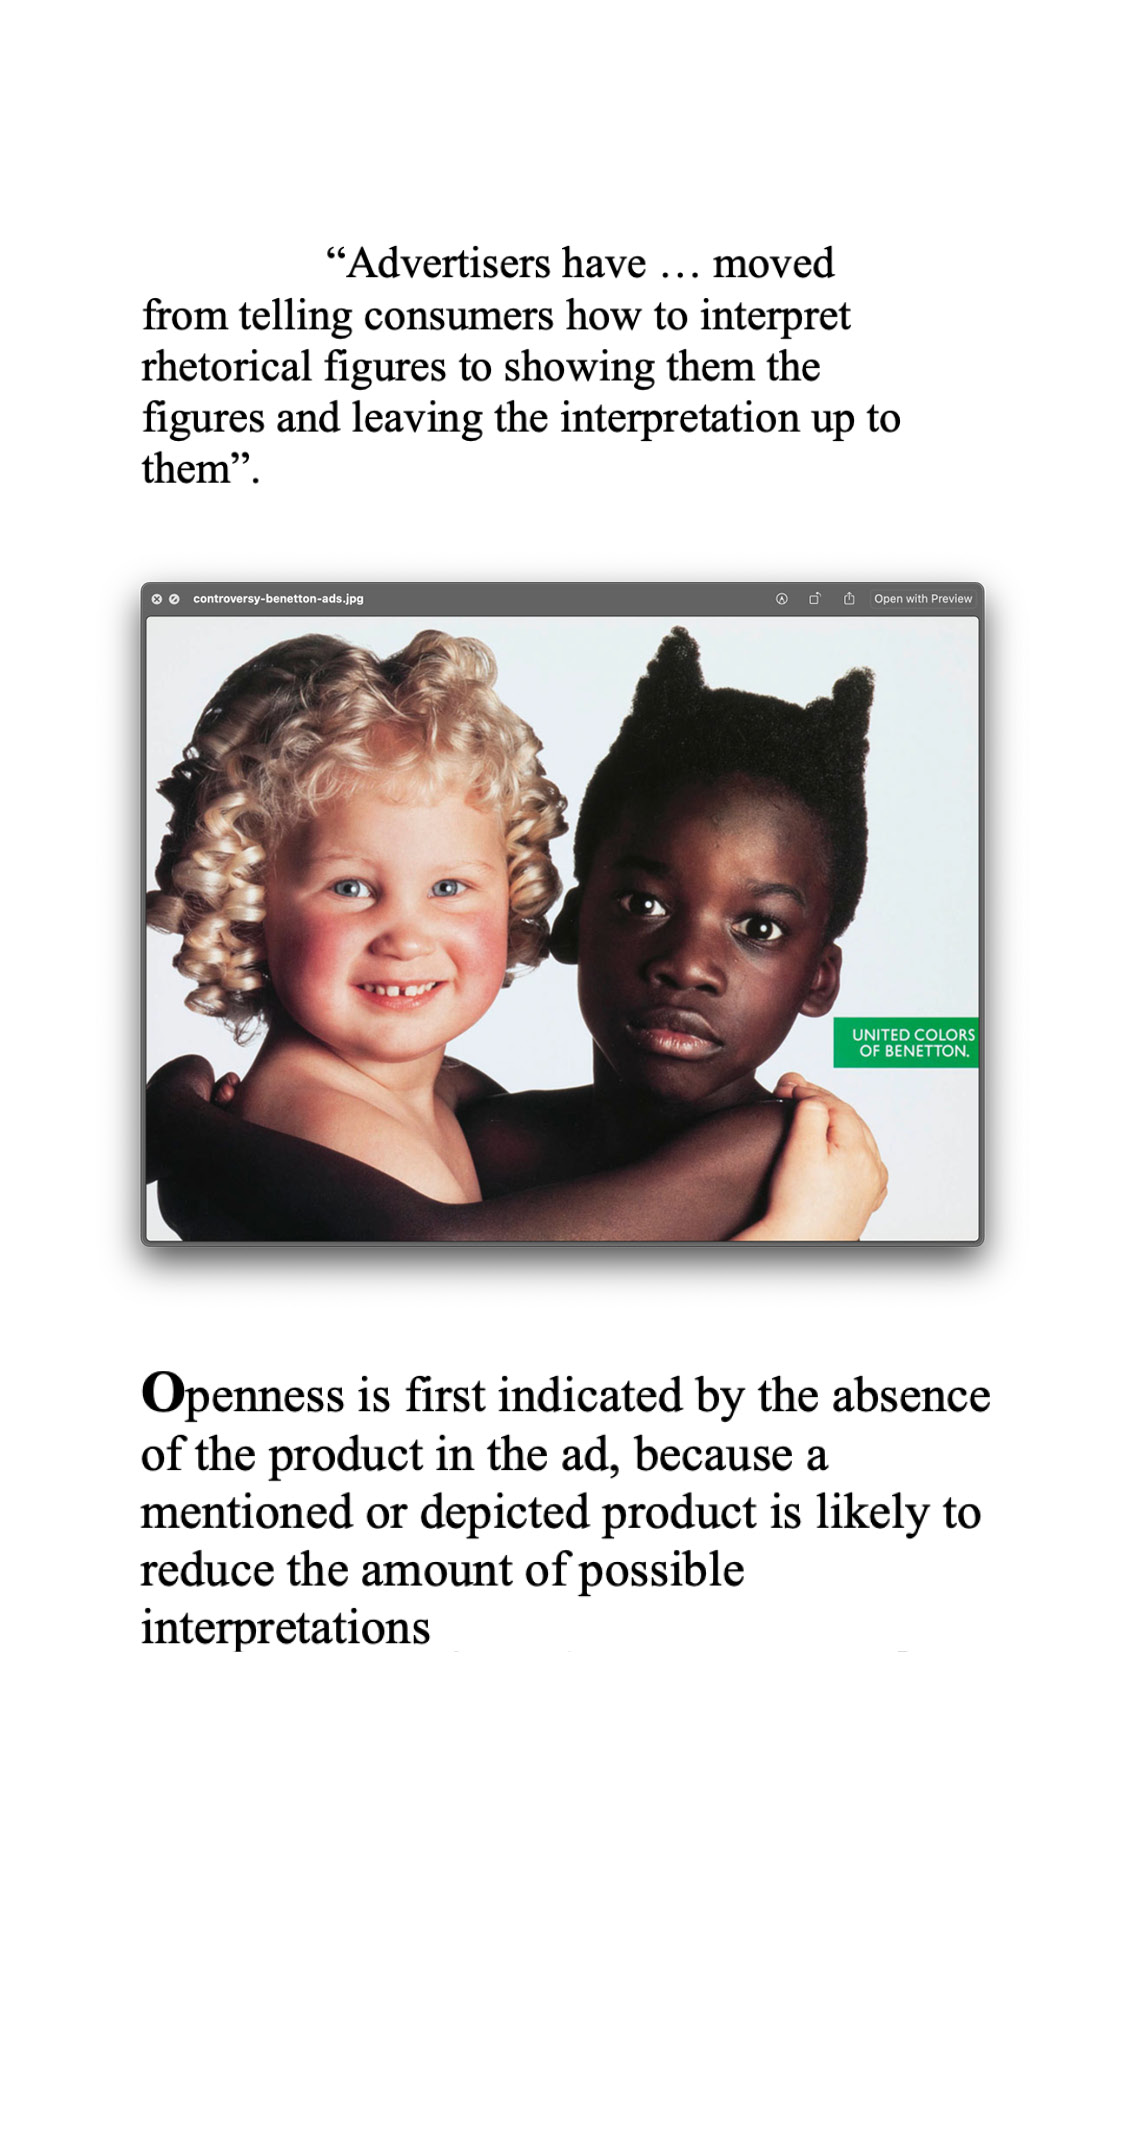 “Advertisers have … moved
from telling consumers how to interpret
rhetorical figures to showing them the
figures and leaving the interpretation up to
them”.
controversy-benetton-ads.jpg
Open with Preview
UNITED COLORS
OF BENETTON.
Openness is first indicated by the absence
of the product in the ad, because a
mentioned or depicted product is likely to
reduce the amount of possible
interpretations